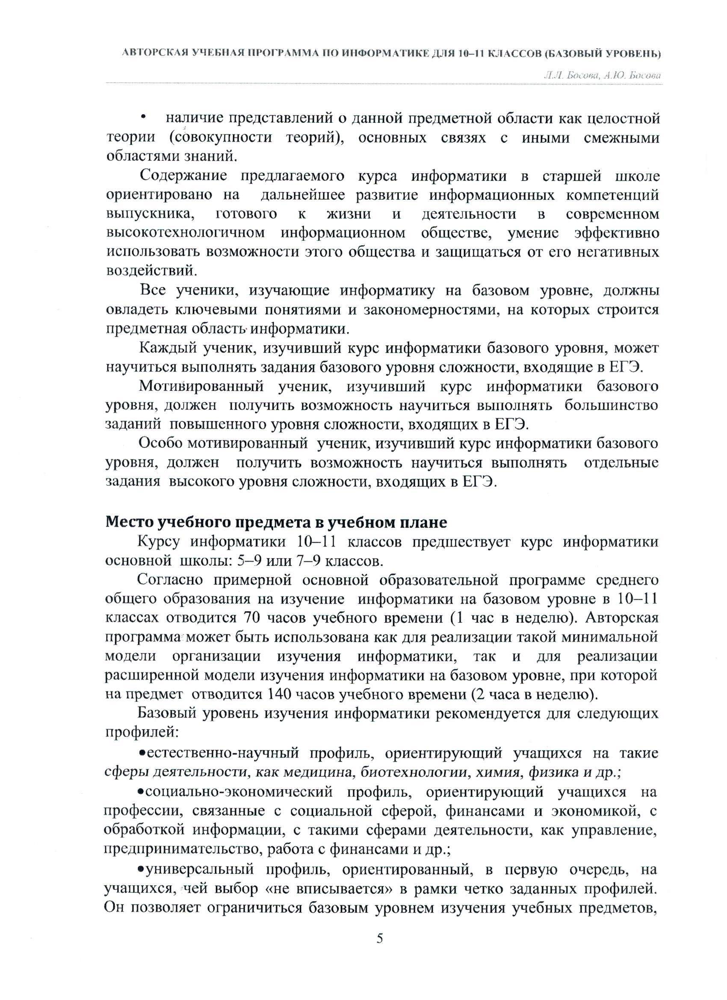 АВТОРСКАЯ УЧЕБНАЯ ПРОГРАММА ПО ИНФОРМАТИКЕ ДЛЯ 10–11 КЛАССОВ (БАЗОВЫЙ УРОВЕНЬ)
Л.Л. Босова, А.Ю. Босова
• наличие представлений о данной предметной области как целостной
теории (совокупности теорий), основных связях с иными смежными
областями знаний.
Содержание предлагаемого курса информатики в старшей школе
ориентировано на дальнейшее развитие информационных компетенций
выпускника, готового к жизни и деятельности в современном
высокотехнологичном информационном обществе, умение эффективно
использовать возможности этого общества и защищаться от его негативных
воздействий.
Все ученики, изучающие информатику на базовом уровне, должны
овладеть ключевыми понятиями и закономерностями, на которых строится
предметная область информатики.
Каждый ученик, изучивший курс информатики базового уровня, может
научиться выполнять задания базового уровня сложности, входящие в ЕГЭ.
Мотивированный ученик, изучивший курс информатики базового
уровня, должен получить возможность научиться выполнять большинство
заданий повышенного уровня сложности, входящих в ЕГЭ.
Особо мотивированный ученик, изучивший курс информатики базового
уровня, должен получить возможность научиться выполнять отдельные
задания высокого уровня сложности, входящих в ЕГЭ.
Место учебного предмета в учебном плане
Курсу информатики 10–11 классов предшествует курс информатики
основной школы: 5–9 или 7–9 классов.
Согласно примерной основной образовательной программе среднего
общего образования на изучение информатики на базовом уровне в 10–11
классах отводится 70 часов учебного времени (1 час в неделю). Авторская
программа может быть использована как для реализации такой минимальной
модели организации изучения информатики, так и для реализации
расширенной модели изучения информатики на базовом уровне, при которой
на предмет отводится 140 часов учебного времени (2 часа в неделю).
Базовый уровень изучения информатики рекомендуется для следующих
профилей:
•естественно-научный профиль, ориентирующий учащихся на такие
сферы деятельности, как медицина, биотехнологии, химия, физика и др.;
•социально-экономический профиль, ориентирующий учащихся на
профессии, связанные с социальной сферой, финансами и экономикой, с
обработкой информации, с такими сферами деятельности, как управление,
предпринимательство, работа с финансами и др.;
•универсальный профиль, ориентированный, в первую очередь, на
учащихся, чей выбор «не вписывается» в рамки четко заданных профилей.
Он позволяет ограничиться базовым уровнем изучения учебных предметов,
5